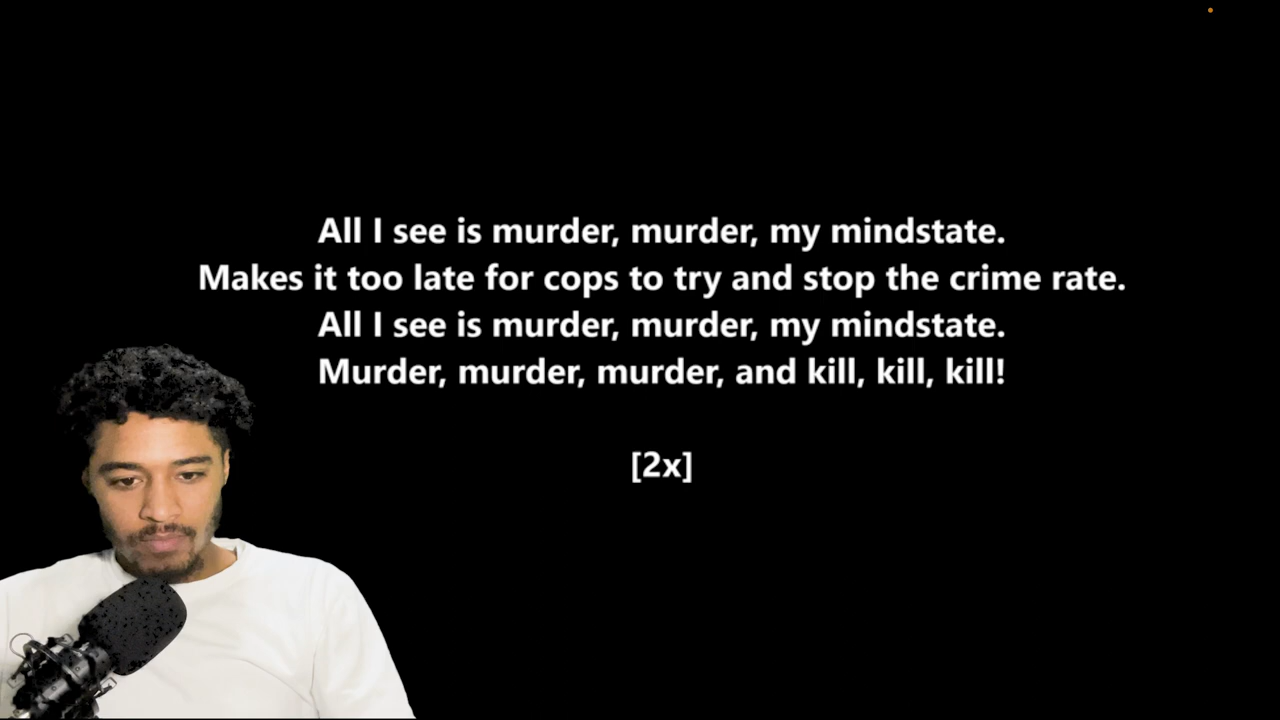 All I see is murder, murder, my mindstate.
Makes it too late for cops to try and stop the crime rate.
All I see is murder, murder, my mindstate.
Murder, murder, murder, and kill, kill, kill!
[2x]